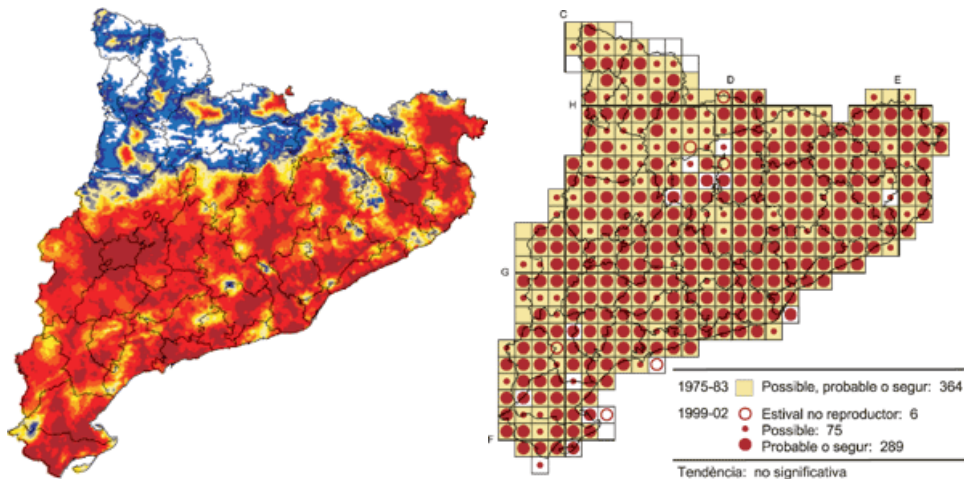 C
D
E
H
G
F
1975-83 Possible, probable o segur: 364
1999-02 Estival no reproductor: 6
Possible: 75
Probable o segur: 289
Tendència: no significativa